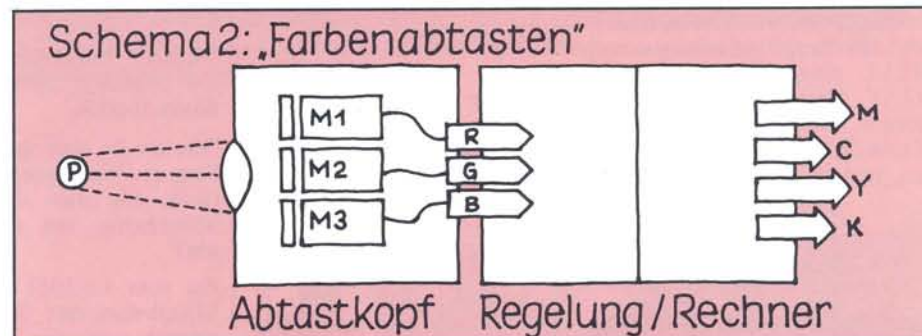 Schema 2: „Farbenabtasten“
P
M1
M2
M3
R
G
B
M
C
Y
K
Abtastkopf
Regelung / Rechner